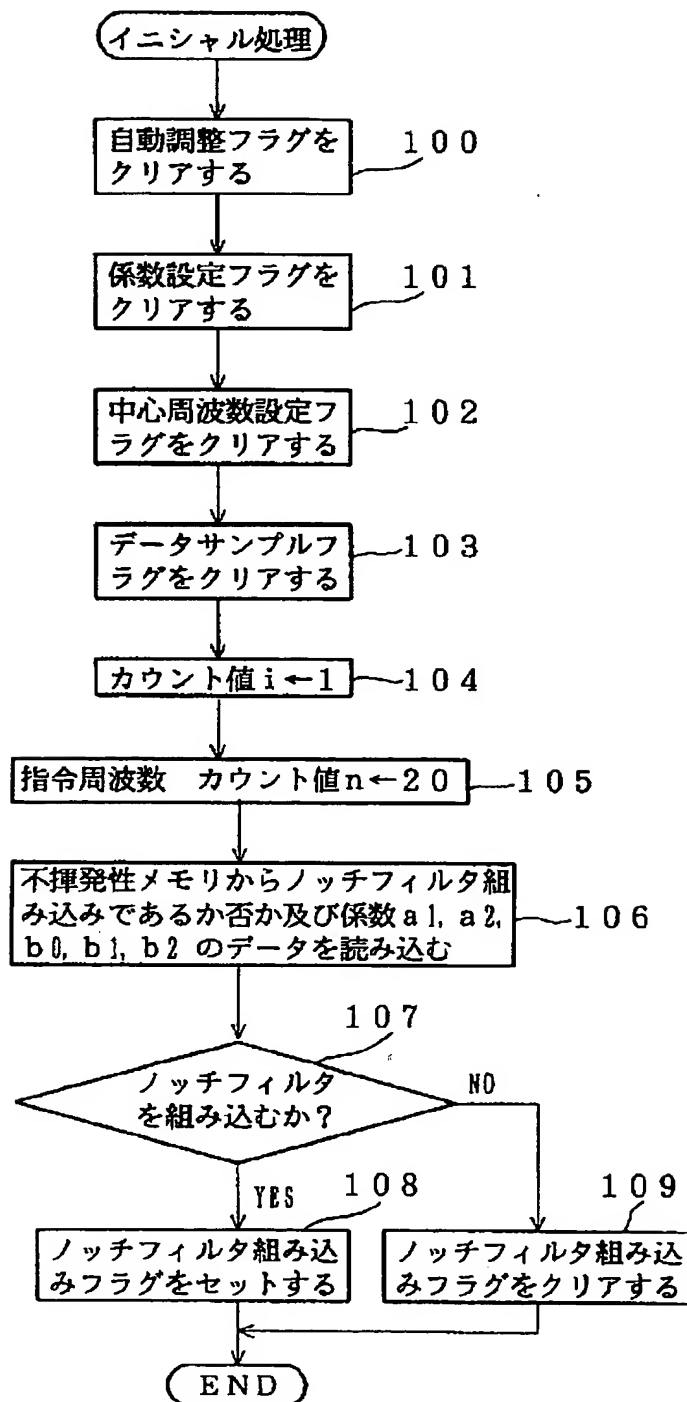 イニシャル処理
自動調整フラグを
クリアする
100
係数設定フラグを
クリアする
101
中心周波数設定フ
ラグをクリアする
102
データサンプルフ
ラグをクリアする
103
カウント値i←1
104
指令周波数 カウント値n←20
105
不揮発性メモリからノッチフィルタ組
み込みであるか否か及び係数a1, a2,
b0, b1, b2 のデータを読み込む
106
107
ノッチフィルタ
を組み込むか?
NO
YES
108
ノッチフィルタ組み込
みフラグをセットする
109
ノッチフィルタ組み込
みフラグをクリアする
END